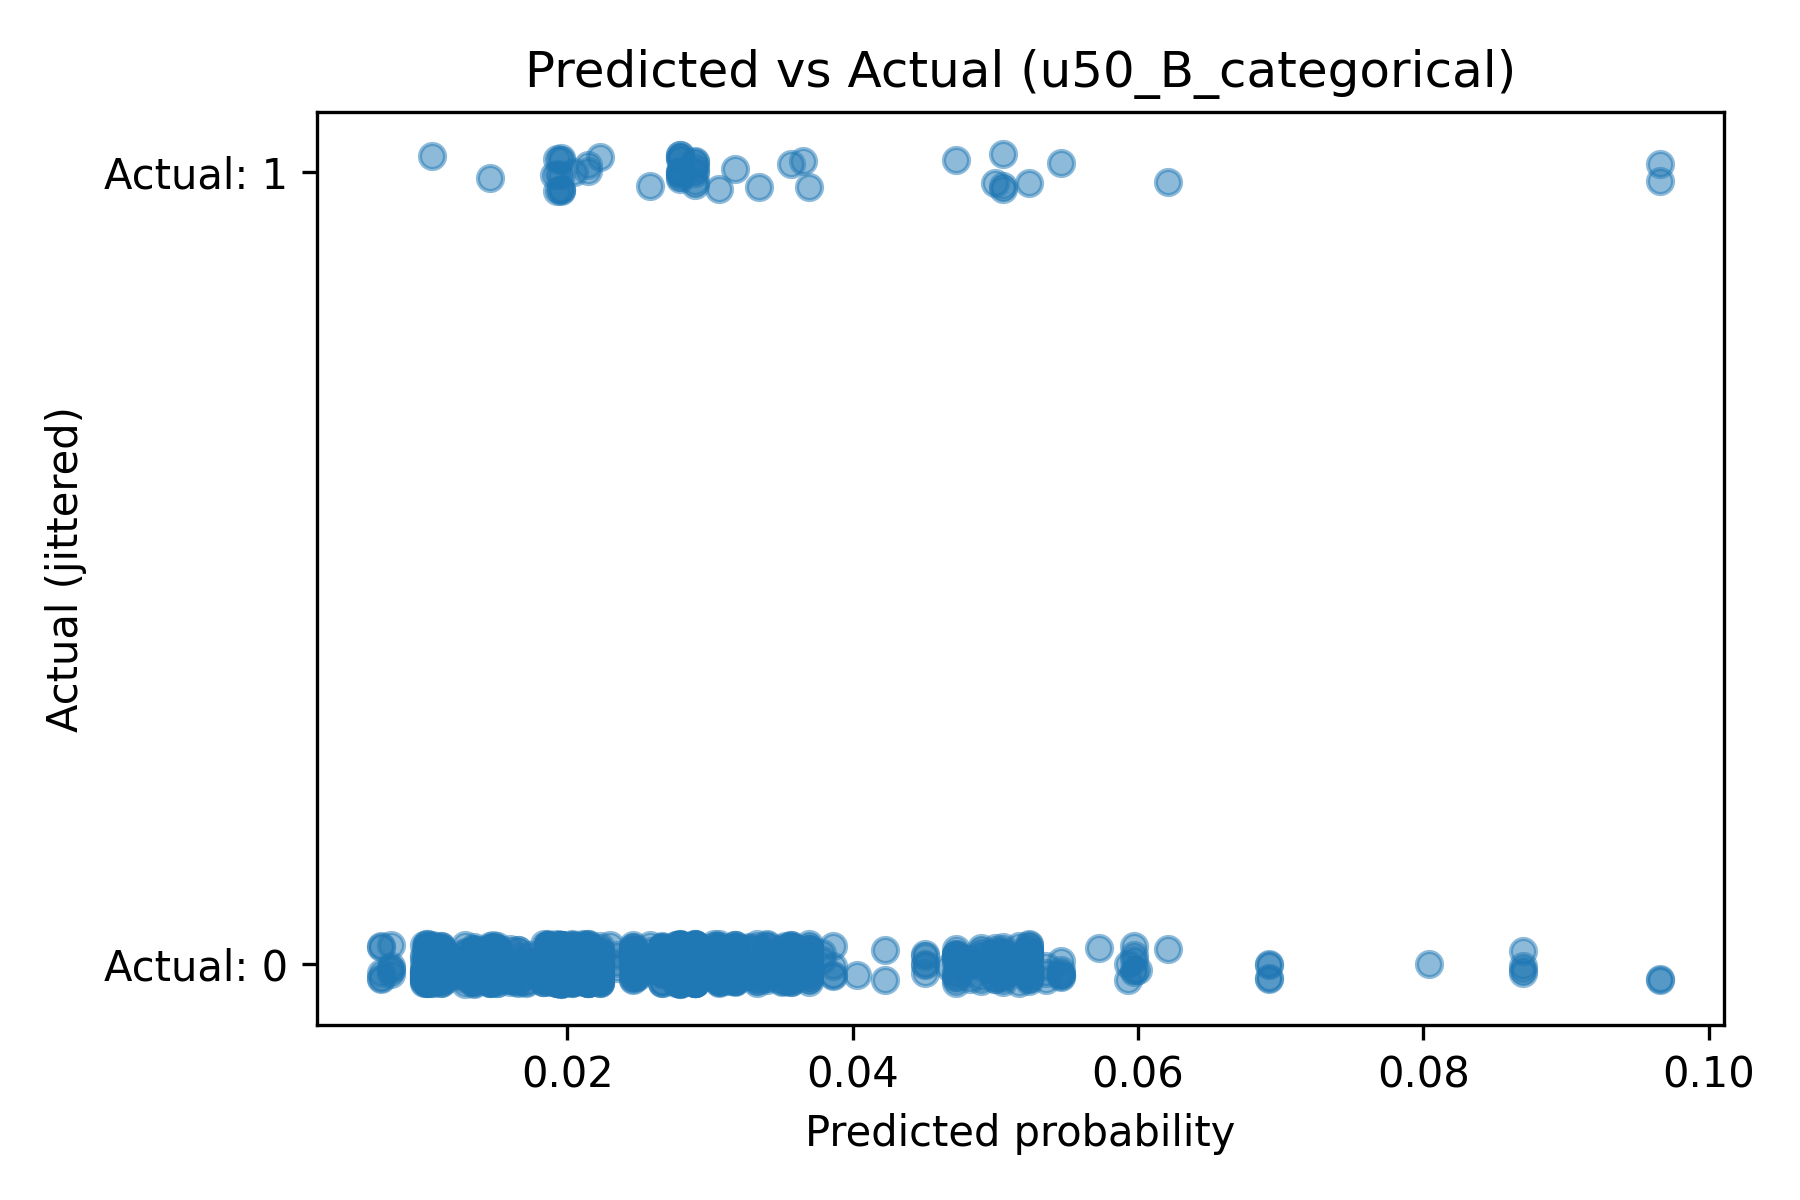 Predicted vs Actual (u50_B_categorical)
Actual: 1
Actual (jittered)
Actual: 0
0.02 0.04 0.06 0.08 0.10
Predicted probability